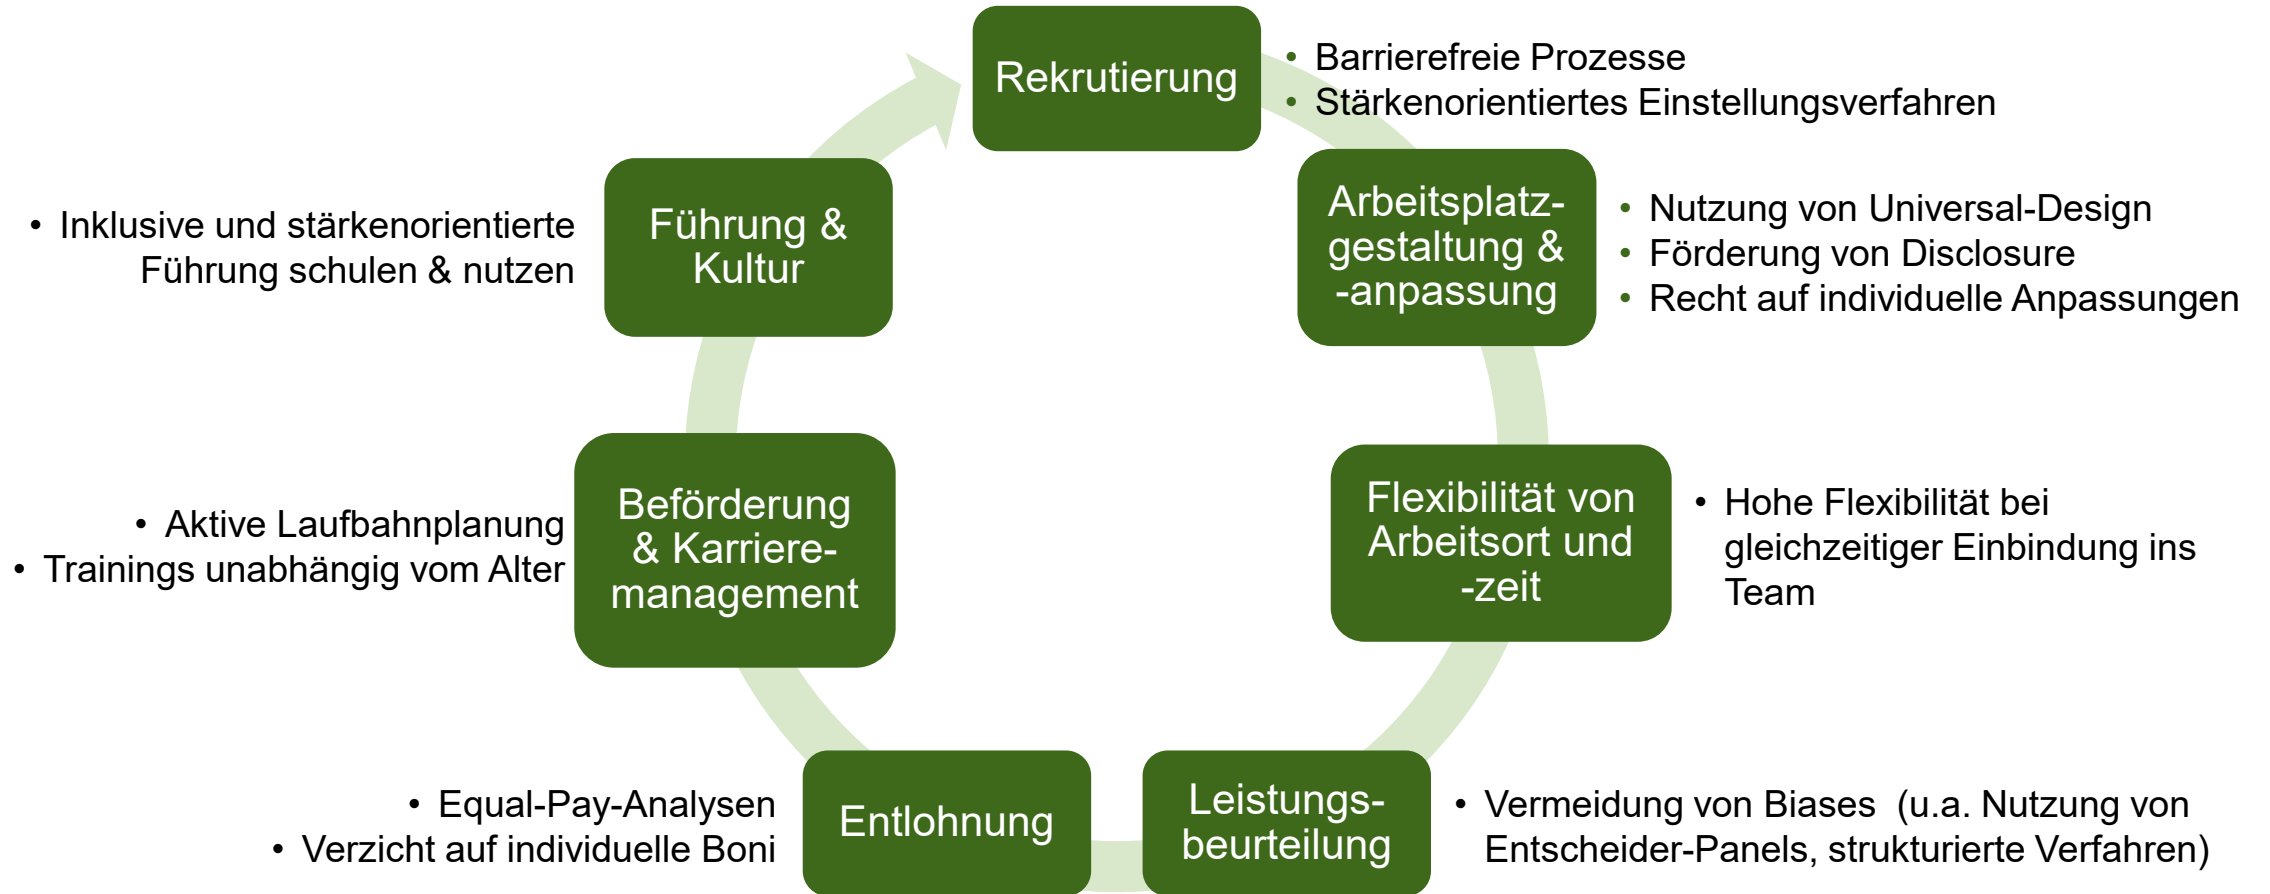 Rekrutierung
• Barrierefreie Prozesse
• Stärkenorientiertes Einstellungsverfahren
Arbeitsplatz-
gestaltung &
-anpassung
• Nutzung von Universal-Design
• Förderung von Disclosure
• Recht auf individuelle Anpassungen
Flexibilität von
Arbeitsort und
-zeit
• Hohe Flexibilität bei
gleichzeitiger Einbindung ins
Team
Leistungs-
beurteilung
• Vermeidung von Biases  (u.a. Nutzung von
Entscheider-Panels, strukturierte Verfahren)
Entlohnung
• Equal-Pay-Analysen
• Verzicht auf individuelle Boni
Beförderung
& Karriere-
management
• Aktive Laufbahnplanung
• Trainings unabhängig vom Alter
Führung &
Kultur
• Inklusive und stärkenorientierte
Führung schulen & nutzen